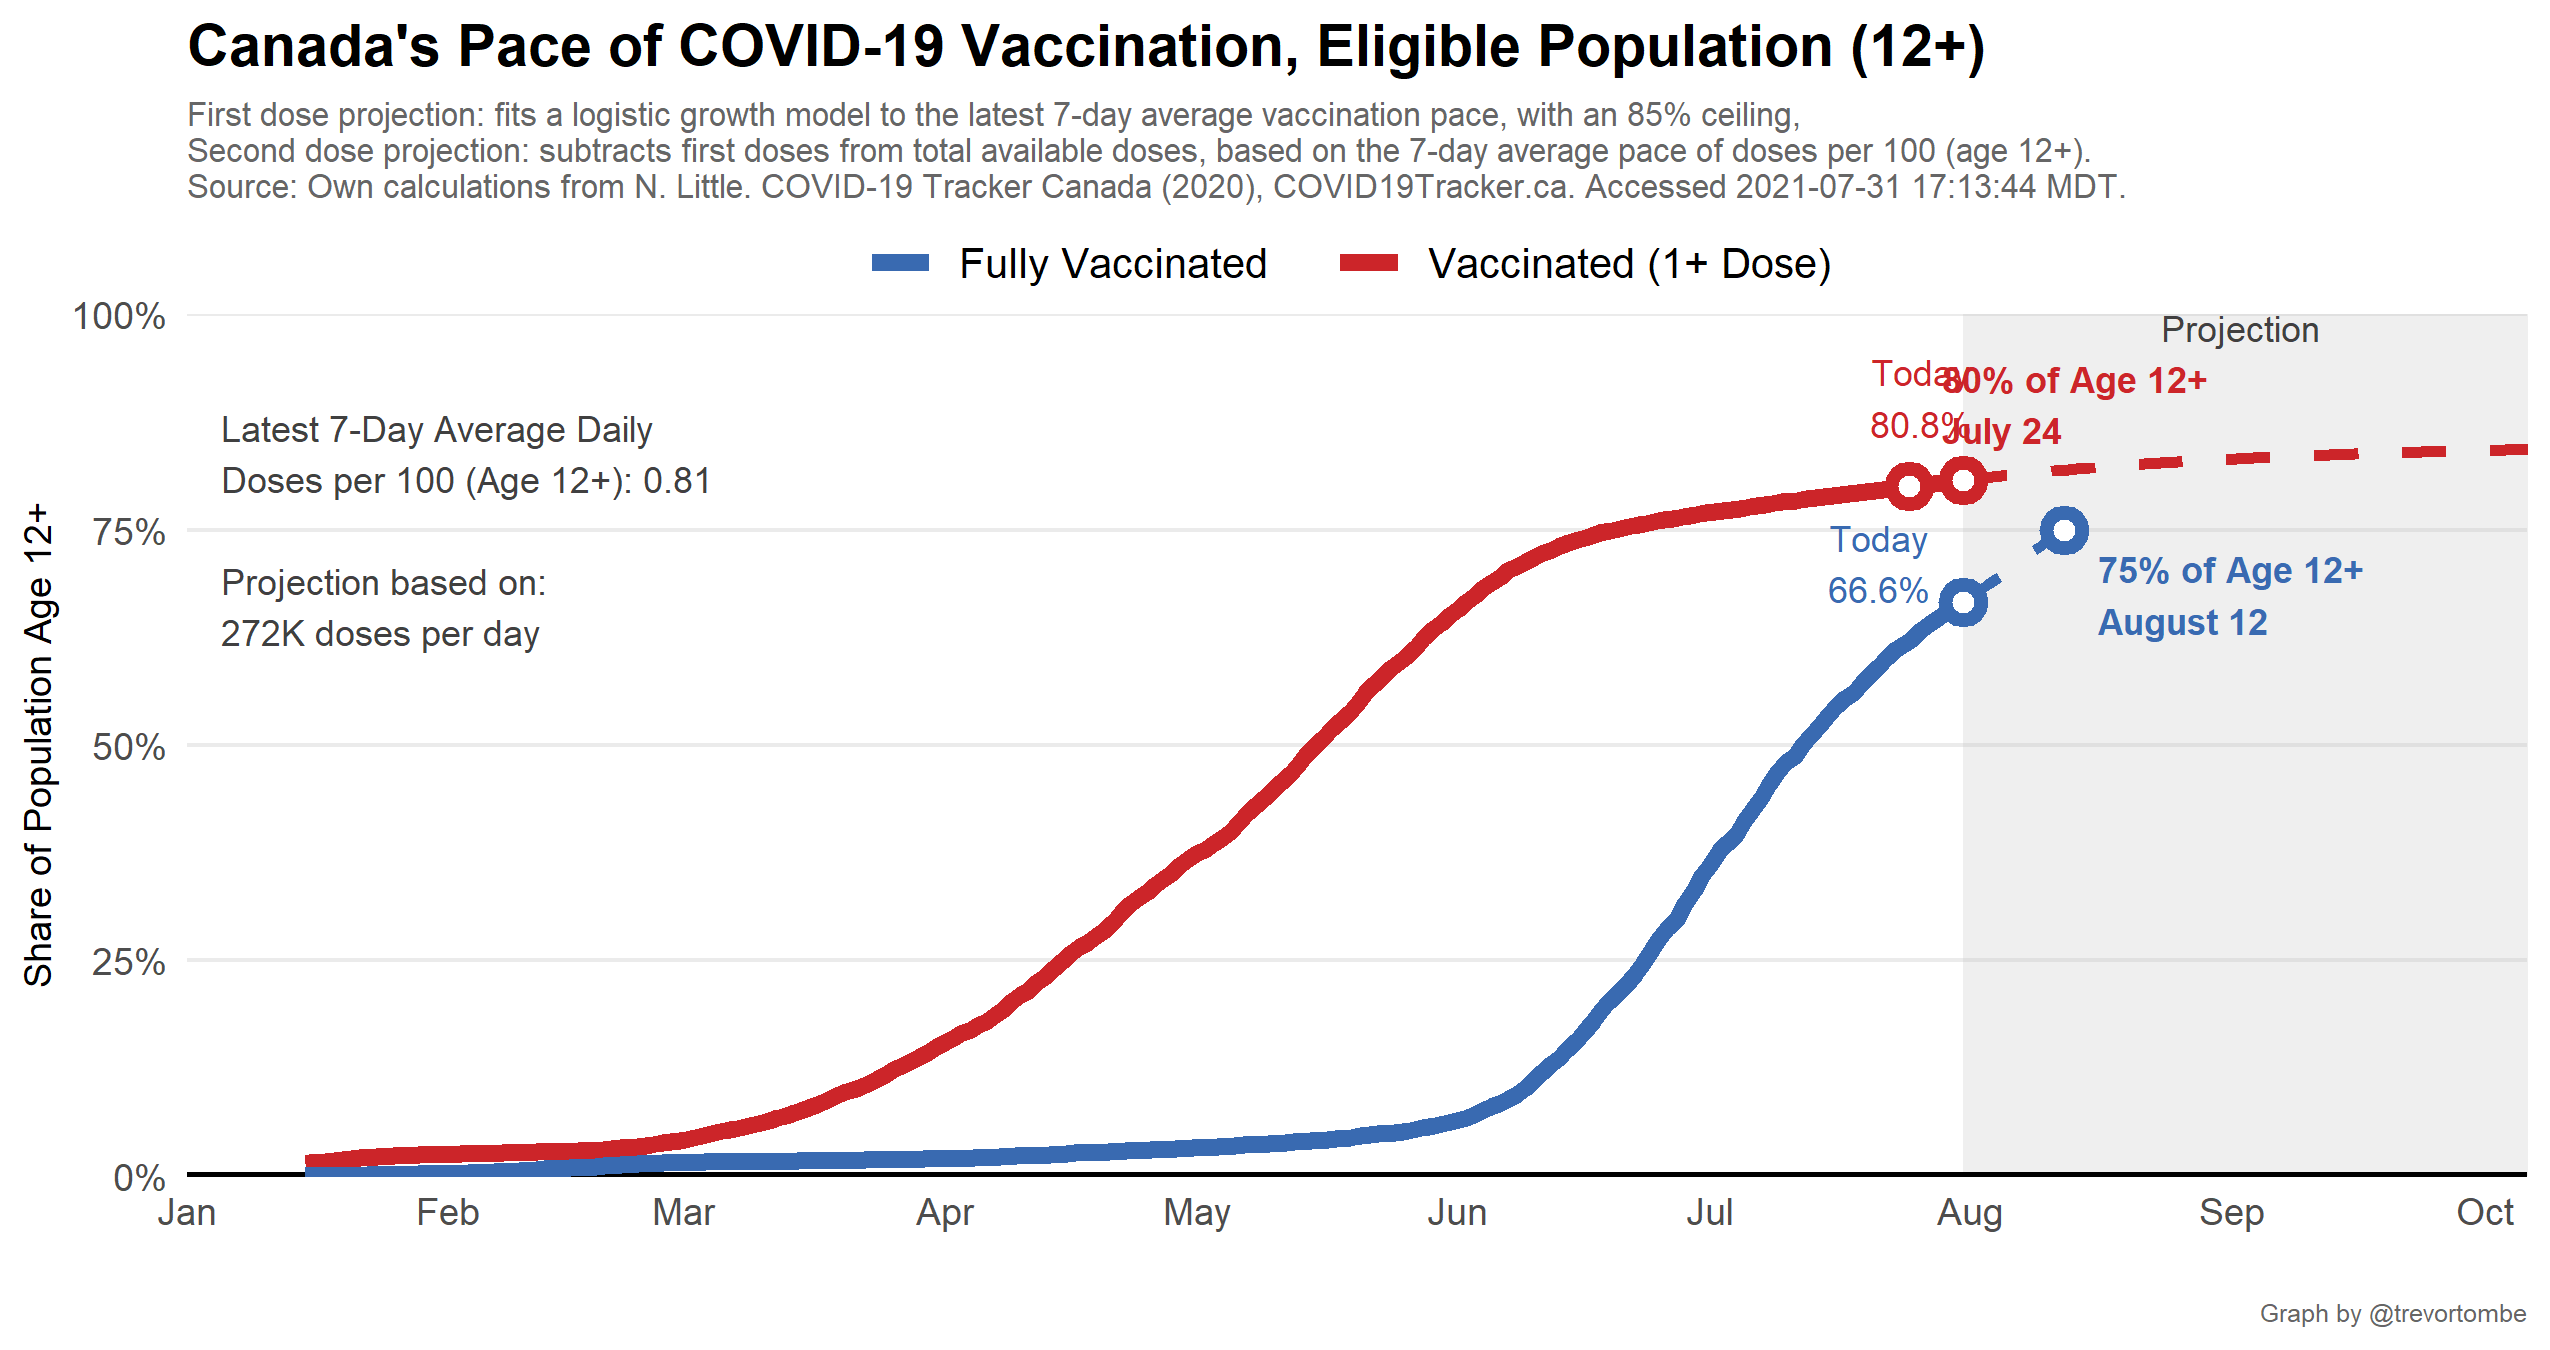 Canada's Pace of COVID-19 Vaccination, Eligible Population (12+)
First dose projection: fits a logistic growth model to the latest 7-day average vaccination pace, with an 85% ceiling,
Second dose projection: subtracts first doses from total available doses, based on the 7-day average pace of doses per 100 (age 12+).
Source: Own calculations from N. Little. COVID-19 Tracker Canada (2020), COVID19Tracker.ca. Accessed 2021-07-31 17:13:44 MDT.
Fully Vaccinated
Vaccinated (1+ Dose)
Share of Population Age 12+
100%
75%
50%
25%
0%
Latest 7-Day Average Daily
Doses per 100 (Age 12+): 0.81
Projection based on:
272K doses per day
Projection
Today
80.8%
80% of Age 12+
July 24
Today
66.6%
75% of Age 12+
August 12
Jan
Feb
Mar
Apr
May
Jun
Jul
Aug
Sep
Oct
Graph by @trevortombe